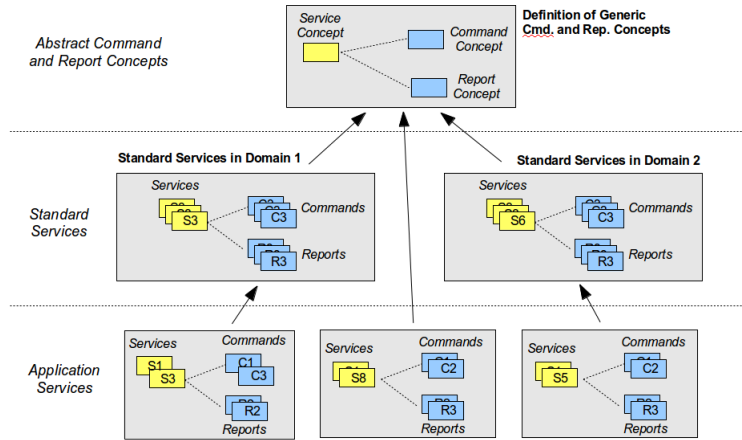 Abstract Command
and Report Concepts
Service
Concept
Command
Concept
Report
Concept
Definition of Generic
Cmd. and Rep. Concepts
Standard Services in Domain 1
Standard Services in Domain 2
Standard
Services
Services
S3
Commands
C3
Reports
R3
Services
S6
Commands
C3
Reports
R3
Application
Services
Services
S1
S3
Commands
C1
C3
R2
Reports
Services
S8
Commands
C2
R3
Reports
Services
S5
Commands
C2
R3
Reports